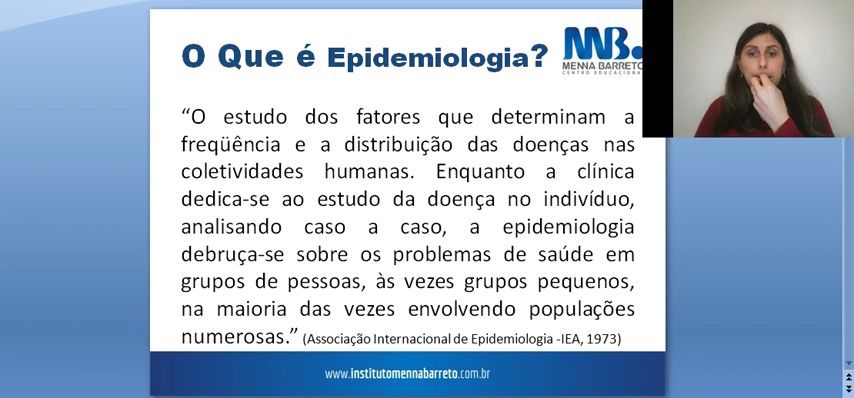 O Que é Epidemiologia?
MB.
MENNA BARRETO
CENTRO EDUCACIONAL
“O estudo dos fatores que determinam a
freqüência e a distribuição das doenças nas
coletividades humanas. Enquanto a clínica
dedica-se ao estudo da doença no indivíduo,
analisando caso a caso, a epidemiologia
debruça-se sobre os problemas de saúde em
grupos de pessoas, às vezes grupos pequenos,
na maioria das vezes envolvendo populações
numerosas.” (Associação Internacional de Epidemiologia -IEA, 1973)
www.institutomennabarreto.com.br